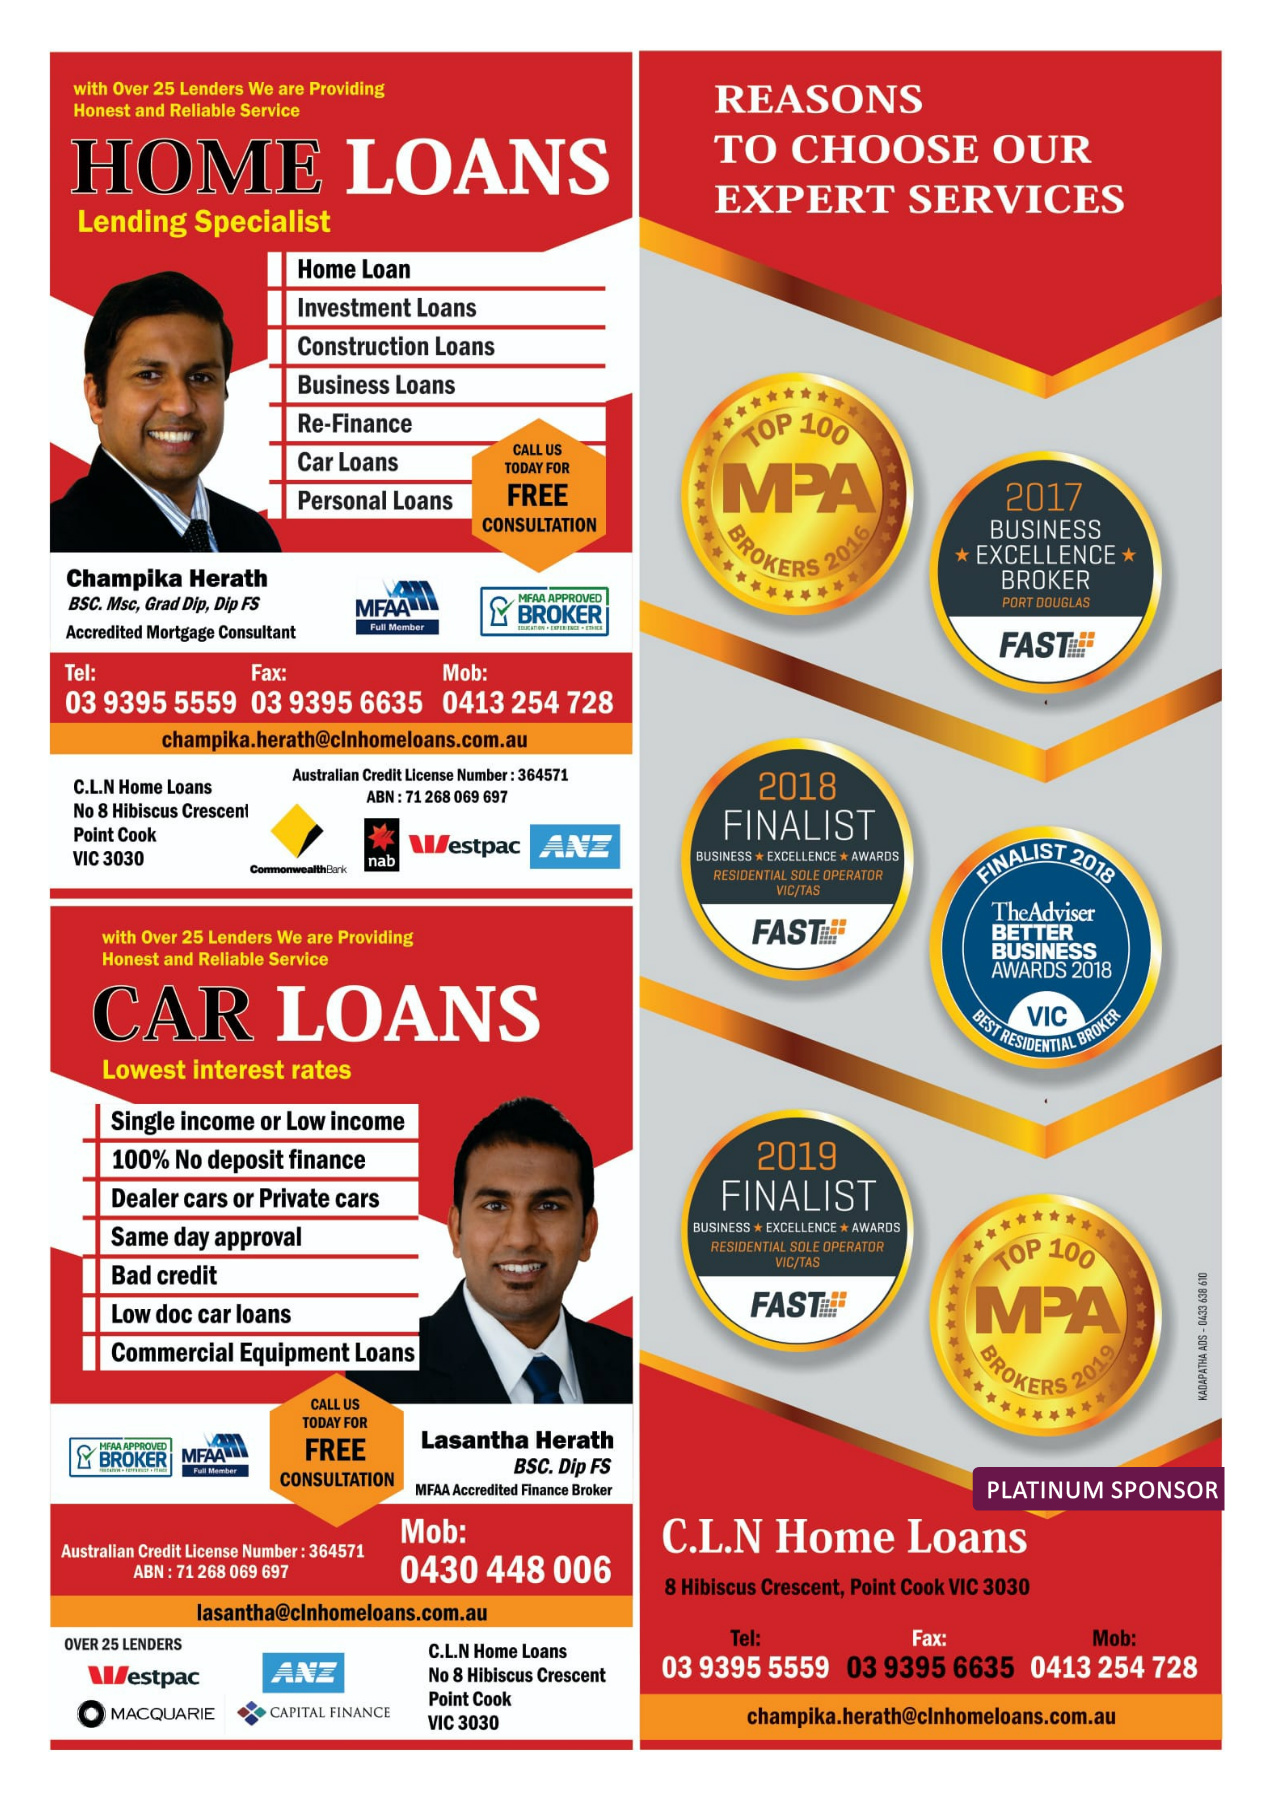 with Over 25 Lenders We are Providing
Honest and Reliable Service
HOME LOANS
Lending Specialist
Home Loan
Investment Loans
Construction Loans
Business Loans
Re-Finance
Car Loans
Personal Loans
CALL US
TODAY FOR
FREE
CONSULTATION
Champika Herath
BSC. Msc, Grad Dip, Dip FS
Accredited Mortgage Consultant
MFAA
Full Member
MFAA APPROVED
BROKER
EDUCATION • EXPERIENCE • ETHICS
Tel: Fax: Mob:
03 9395 5559 03 9395 6635 0413 254 728
champika.herath@clnhomeloans.com.au
C.L.N Home Loans
No 8 Hibiscus Crescent
Point Cook
VIC 3030
Australian Credit License Number : 364571
ABN : 71 268 069 697
CommonwealthBank
nab
Westpac
ANZ
with Over 25 Lenders We are Providing
Honest and Reliable Service
CAR LOANS
Lowest interest rates
Single income or Low income
100% No deposit finance
Dealer cars or Private cars
Same day approval
Bad credit
Low doc car loans
Commercial Equipment Loans
MFAA APPROVED
BROKER
EDUCATION • EXPERIENCE • ETHICS
MFAA
Full Member
CALL US
TODAY FOR
FREE
CONSULTATION
Lasantha Herath
BSC. Dip FS
MFAA Accredited Finance Broker
Australian Credit License Number : 364571
ABN : 71 268 069 697
Mob:
0430 448 006
lasantha@clnhomeloans.com.au
OVER 25 LENDERS
Westpac
ANZ
MACQUARIE
CAPITAL FINANCE
C.L.N Home Loans
No 8 Hibiscus Crescent
Point Cook
VIC 3030
REASONS
TO CHOOSE OUR
EXPERT SERVICES
TOP 100
MPA
BROKERS 2016
2017
BUSINESS
★ EXCELLENCE ★
BROKER
PORT DOUGLAS
FAST
2018
FINALIST
BUSINESS ★ EXCELLENCE ★ AWARDS
RESIDENTIAL SOLE OPERATOR
VIC/TAS
FAST
FINALIST 2018
TheAdviser
BETTER
BUSINESS
AWARDS 2018
VIC
BEST RESIDENTIAL BROKER
2019
FINALIST
BUSINESS ★ EXCELLENCE ★ AWARDS
RESIDENTIAL SOLE OPERATOR
VIC/TAS
FAST
TOP 100
MPA
BROKERS 2019
KADAPATHA ADS - 0433 638 610
PLATINUM SPONSOR
C.L.N Home Loans
8 Hibiscus Crescent, Point Cook VIC 3030
Tel: Fax: Mob:
03 9395 5559 03 9395 6635 0413 254 728
champika.herath@clnhomeloans.com.au